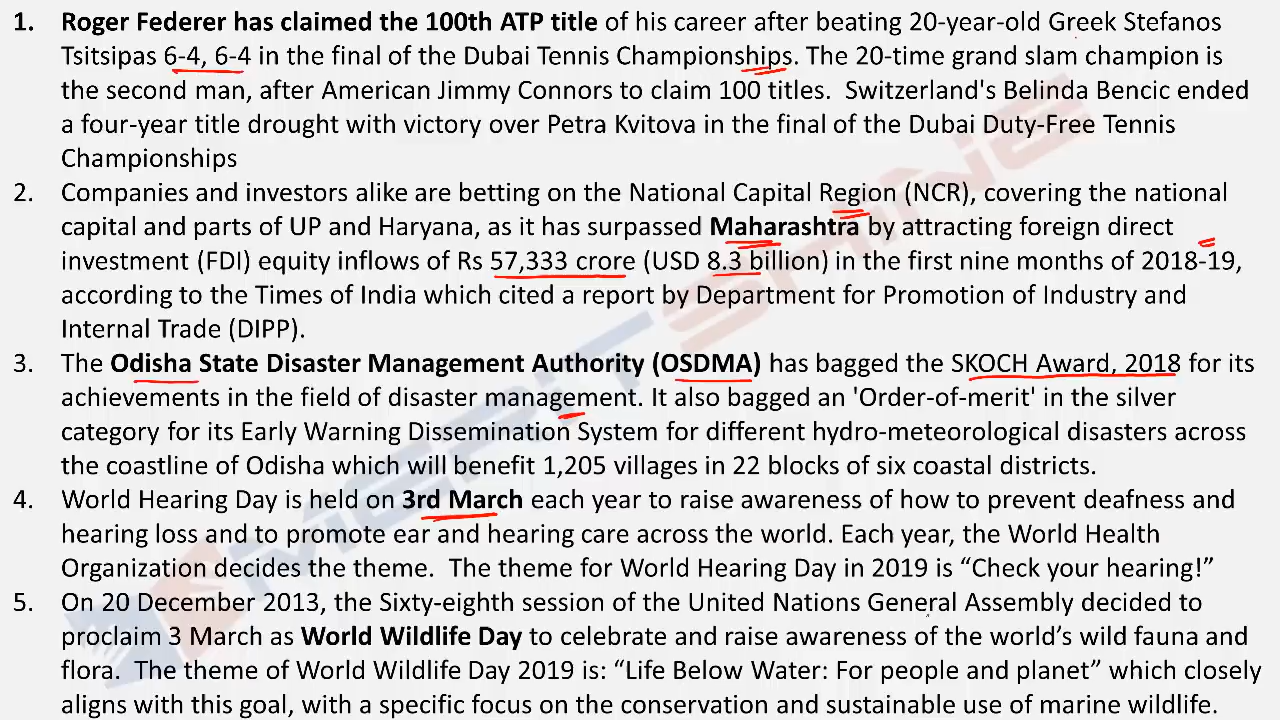 1. Roger Federer has claimed the 100th ATP title of his career after beating 20-year-old Greek Stefanos
Tsitsipas 6-4, 6-4 in the final of the Dubai Tennis Championships. The 20-time grand slam champion is
the second man, after American Jimmy Connors to claim 100 titles. Switzerland's Belinda Bencic ended
a four-year title drought with victory over Petra Kvitova in the final of the Dubai Duty-Free Tennis
Championships
2. Companies and investors alike are betting on the National Capital Region (NCR), covering the national
capital and parts of UP and Haryana, as it has surpassed Maharashtra by attracting foreign direct
investment (FDI) equity inflows of Rs 57,333 crore (USD 8.3 billion) in the first nine months of 2018-19,
according to the Times of India which cited a report by Department for Promotion of Industry and
Internal Trade (DIPP).
3. The Odisha State Disaster Management Authority (OSDMA) has bagged the SKOCH Award, 2018 for its
achievements in the field of disaster management. It also bagged an 'Order-of-merit' in the silver
category for its Early Warning Dissemination System for different hydro-meteorological disasters across
the coastline of Odisha which will benefit 1,205 villages in 22 blocks of six coastal districts.
4. World Hearing Day is held on 3rd March each year to raise awareness of how to prevent deafness and
hearing loss and to promote ear and hearing care across the world. Each year, the World Health
Organization decides the theme. The theme for World Hearing Day in 2019 is “Check your hearing!”
5. On 20 December 2013, the Sixty-eighth session of the United Nations General Assembly decided to
proclaim 3 March as World Wildlife Day to celebrate and raise awareness of the world’s wild fauna and
flora. The theme of World Wildlife Day 2019 is: “Life Below Water: For people and planet” which closely
aligns with this goal, with a specific focus on the conservation and sustainable use of marine wildlife.
MERITSHINE